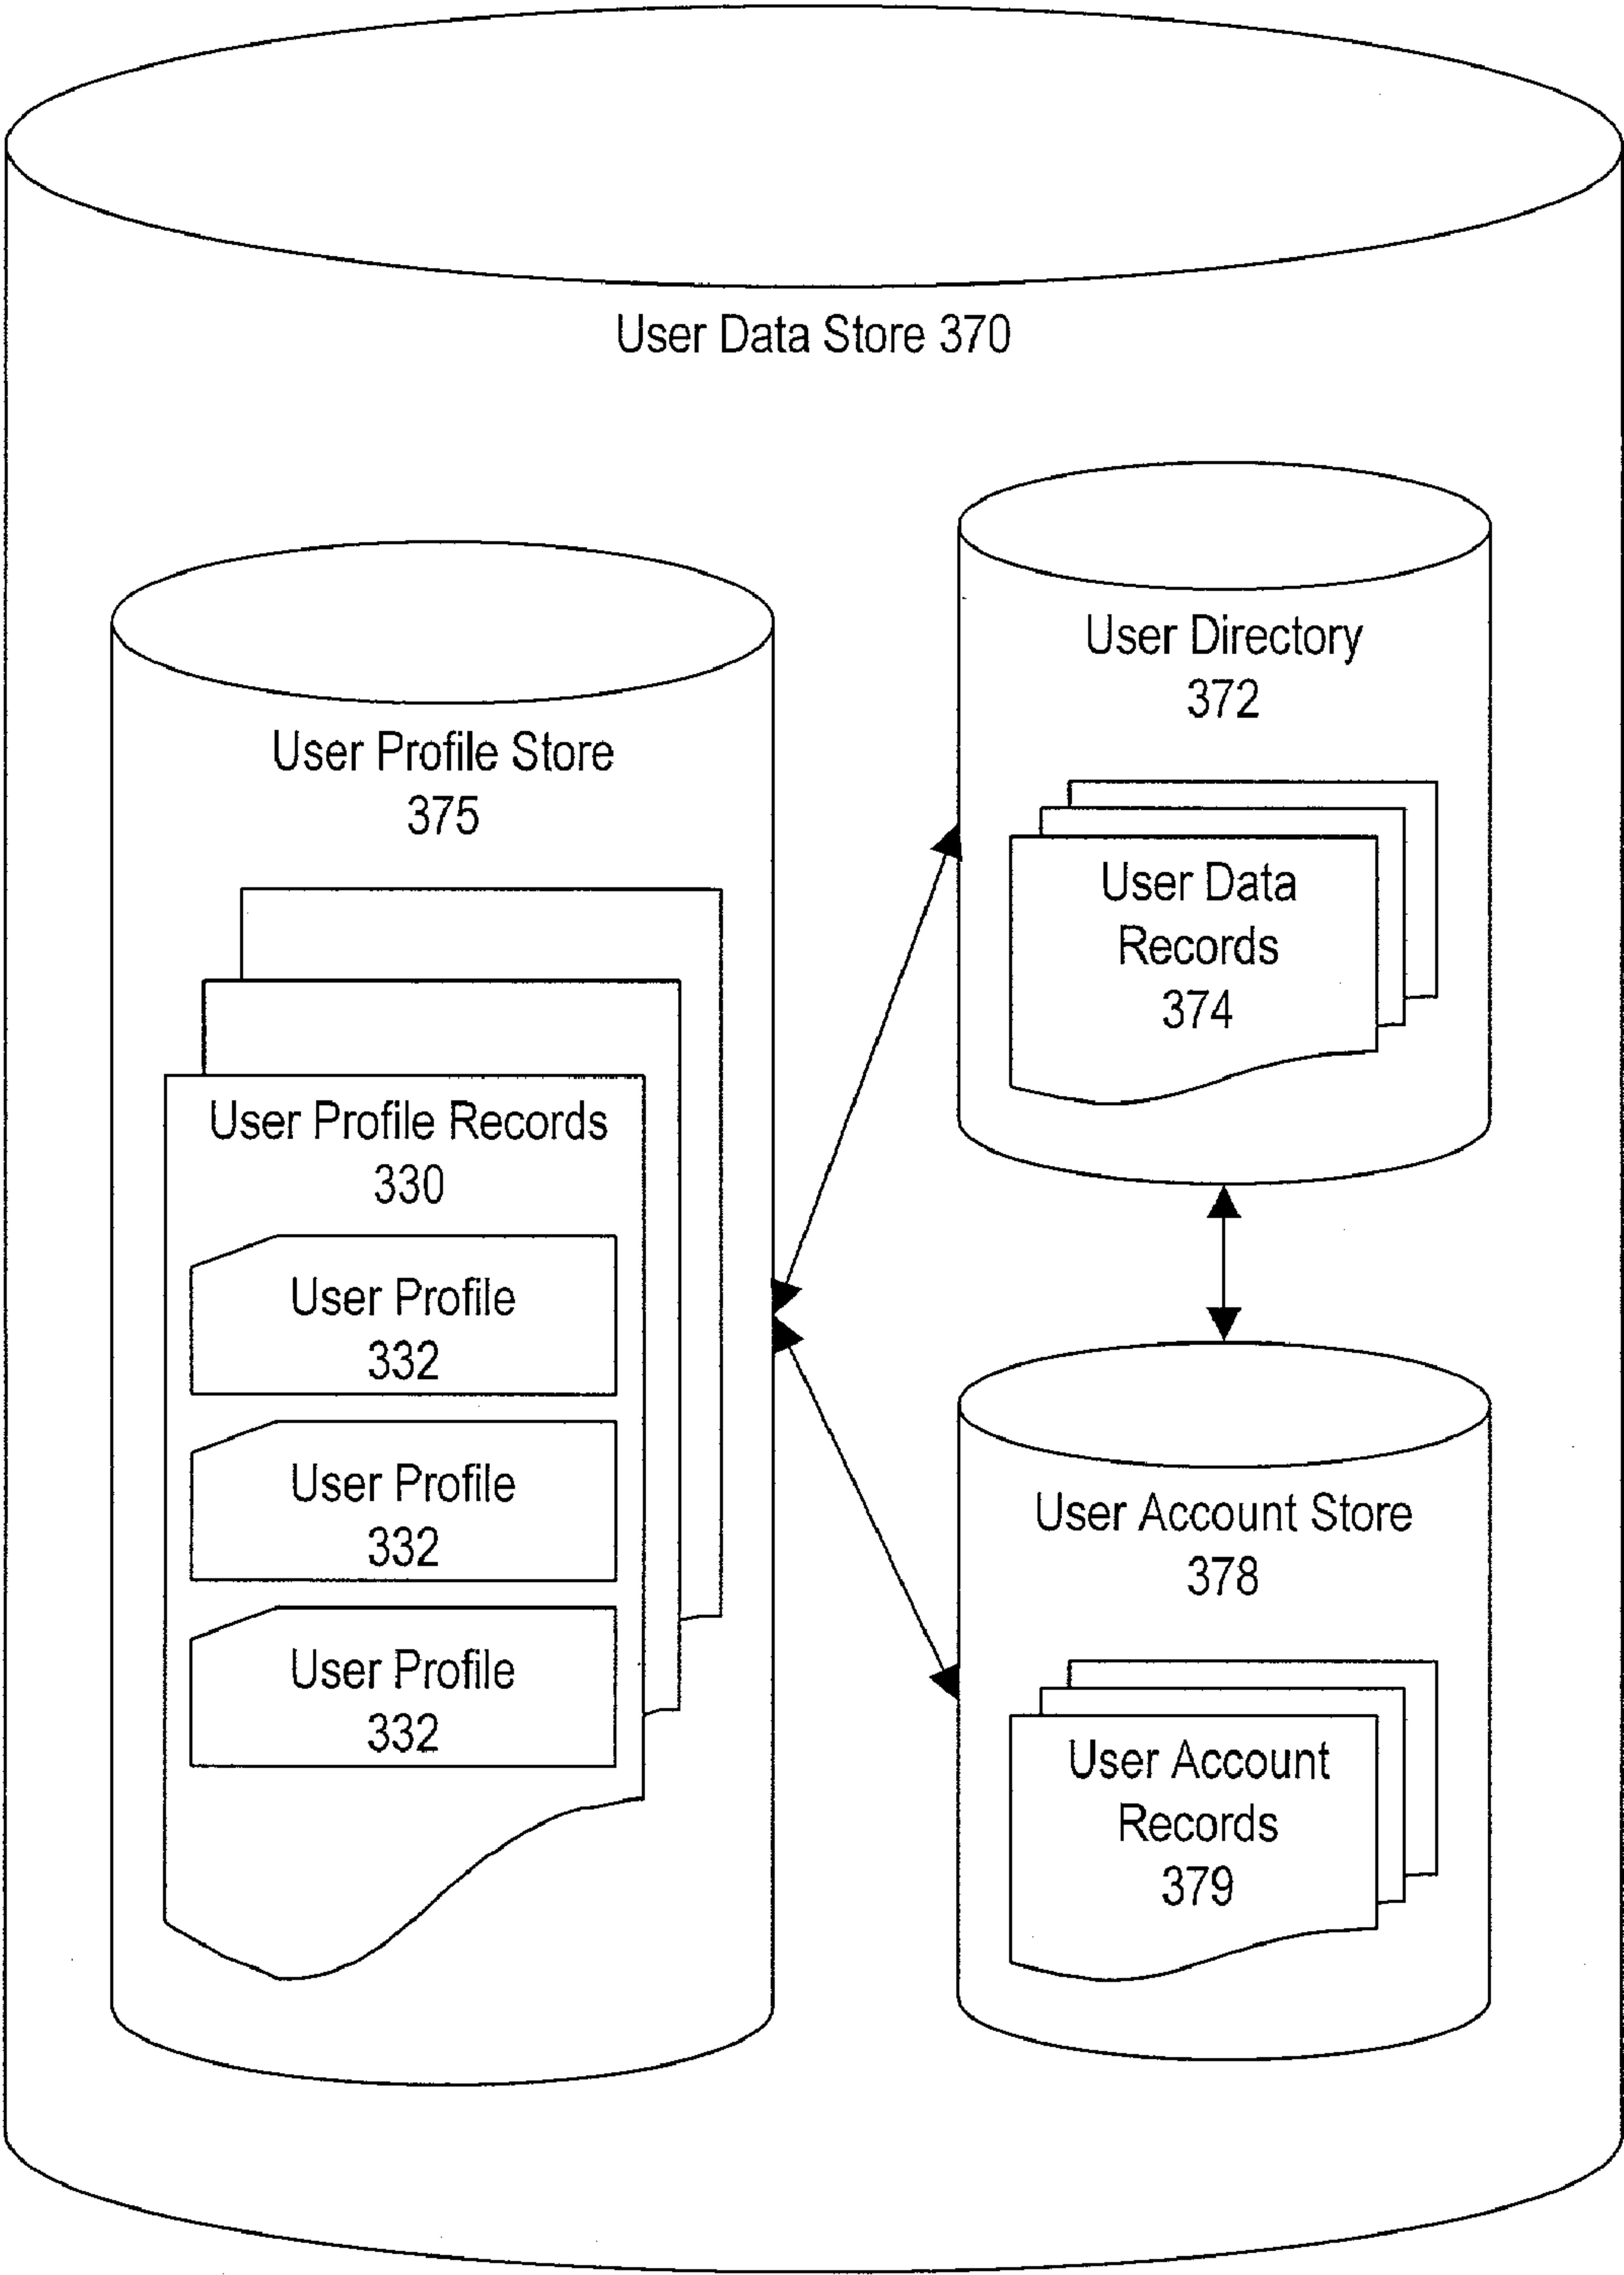 User Data Store 370
User Profile Store
375
User Profile Records
330
User Profile
332
User Profile
332
User Profile
332
User Directory
372
User Data
Records
374
User Account Store
378
User Account
Records
379